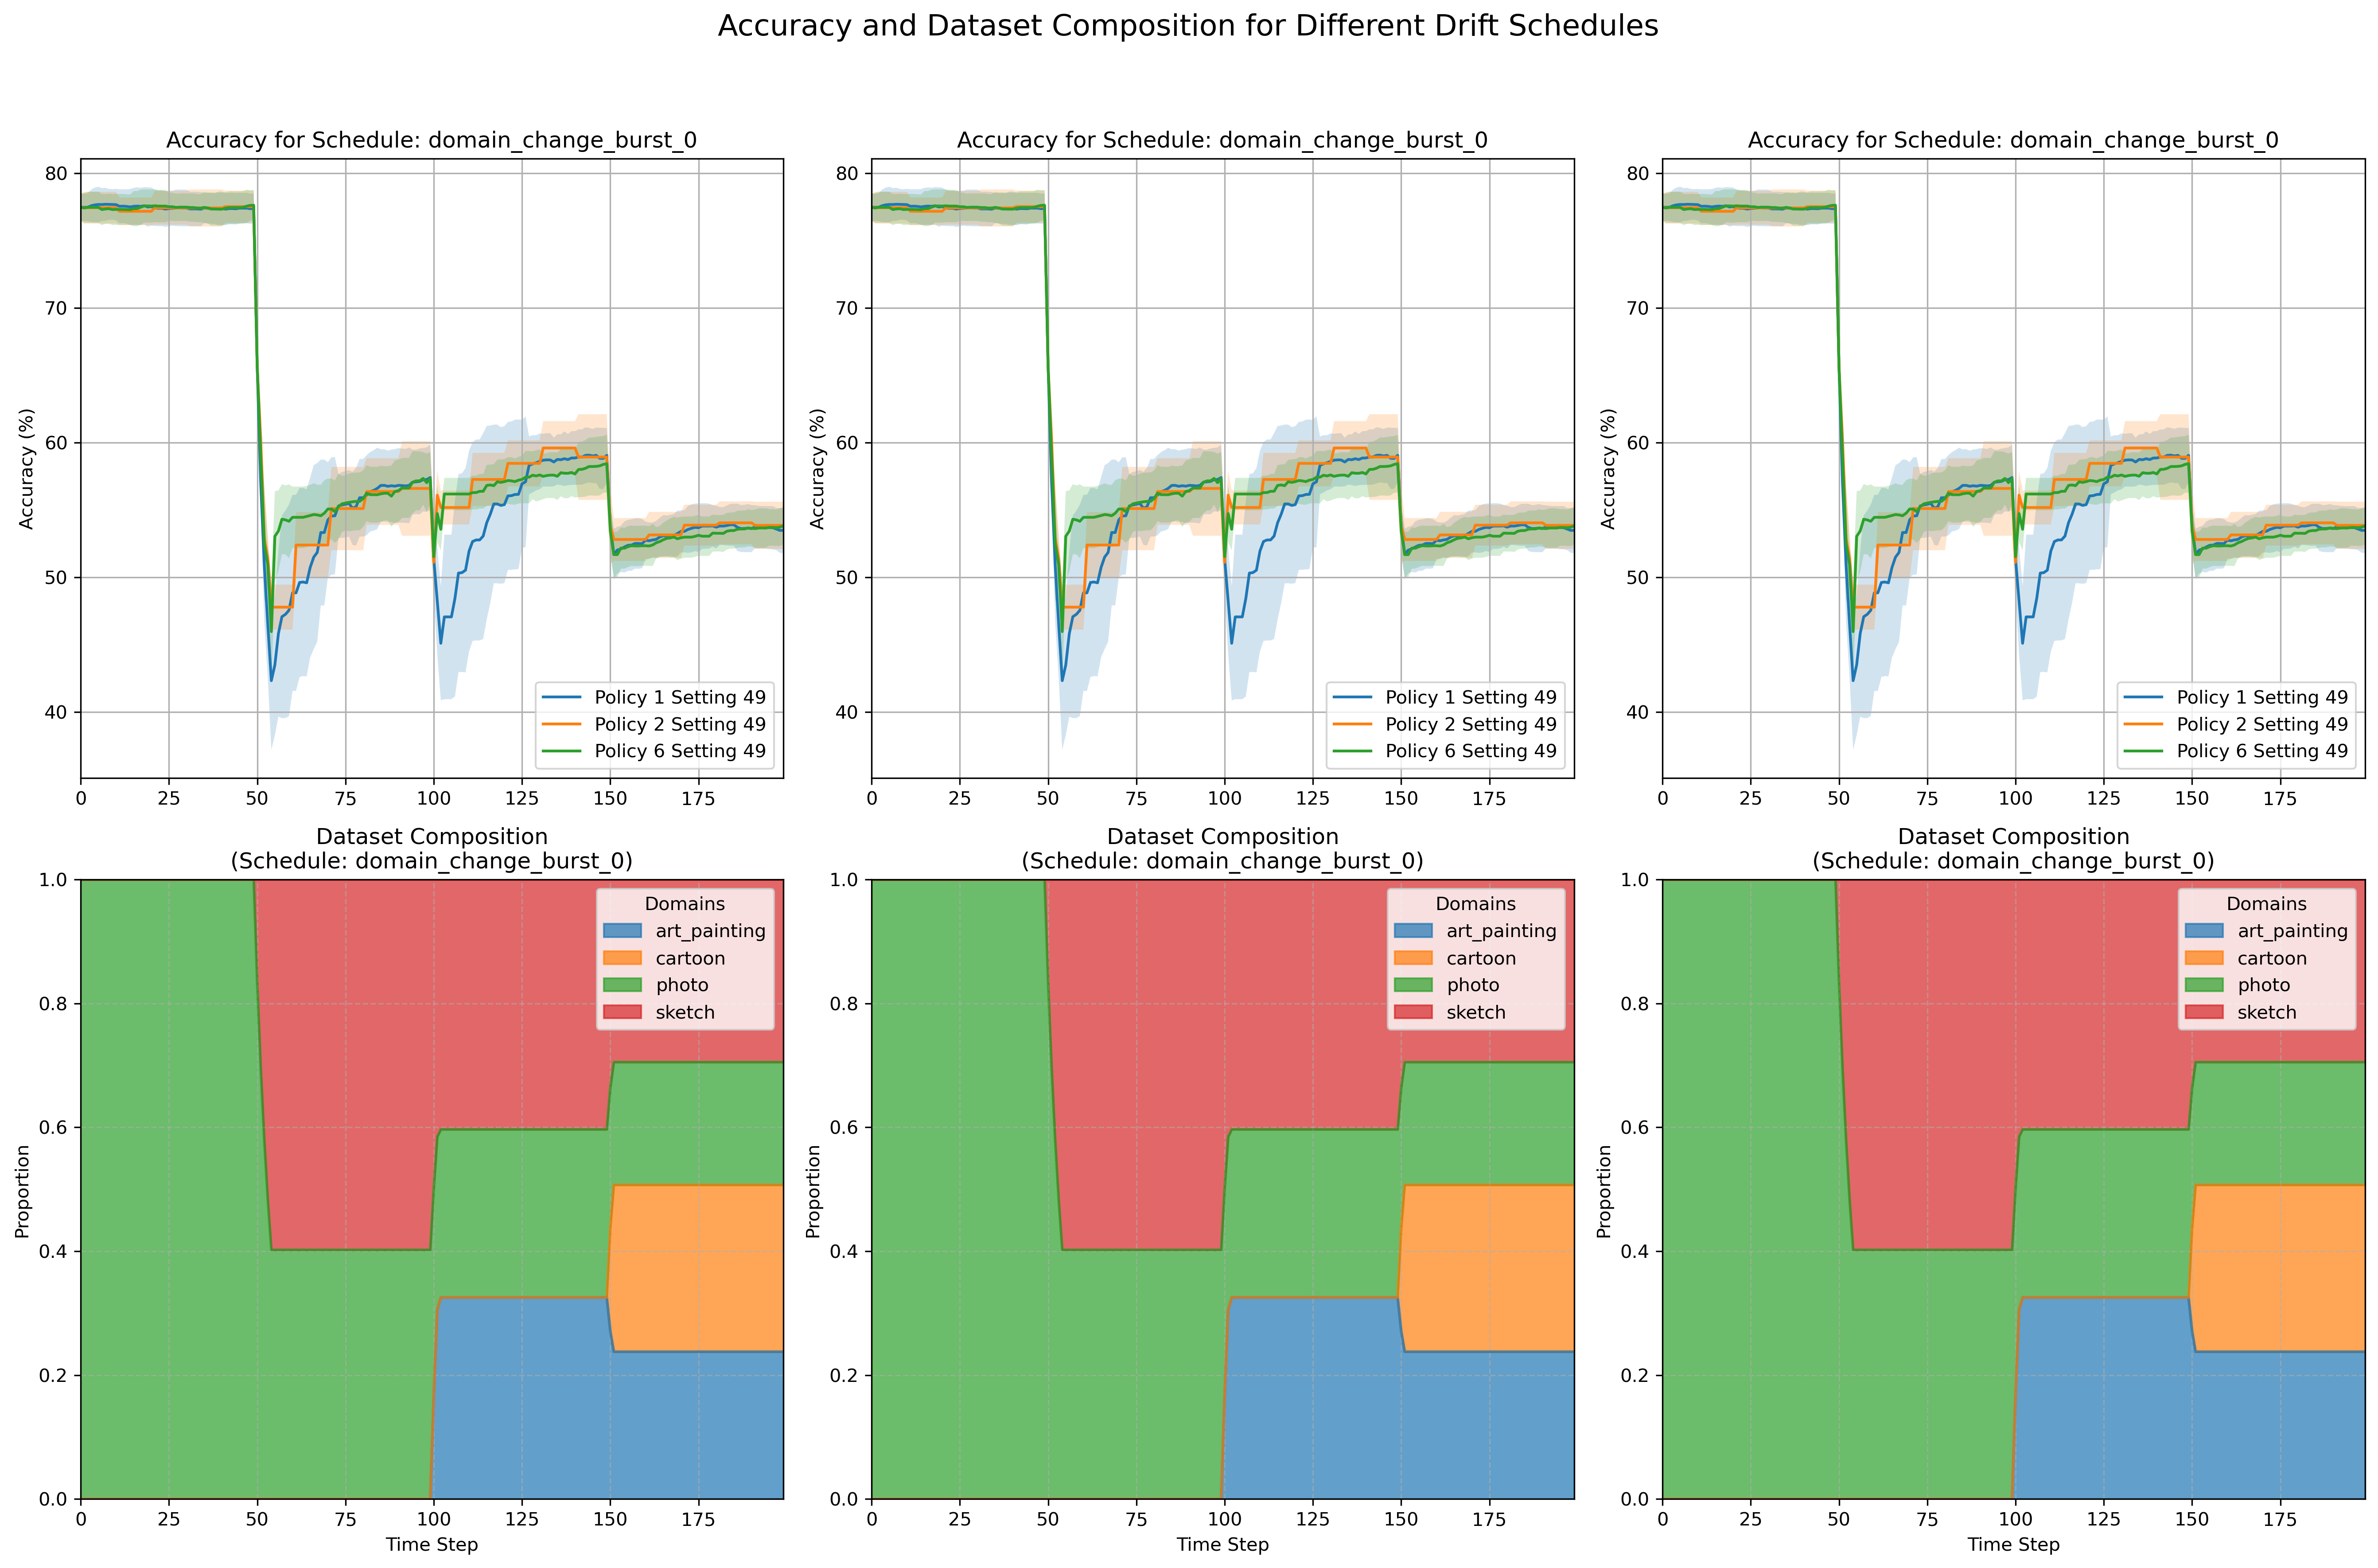 Accuracy and Dataset Composition for Different Drift Schedules
Accuracy for Schedule: domain_change_burst_0
Accuracy (%)
80
70
60
50
40
0 25 50 75 100 125 150 175
Policy 1 Setting 49
Policy 2 Setting 49
Policy 6 Setting 49
Accuracy for Schedule: domain_change_burst_0
Accuracy (%)
80
70
60
50
40
0 25 50 75 100 125 150 175
Policy 1 Setting 49
Policy 2 Setting 49
Policy 6 Setting 49
Accuracy for Schedule: domain_change_burst_0
Accuracy (%)
80
70
60
50
40
0 25 50 75 100 125 150 175
Policy 1 Setting 49
Policy 2 Setting 49
Policy 6 Setting 49
Dataset Composition
(Schedule: domain_change_burst_0)
Proportion
1.0
0.8
0.6
0.4
0.2
0.0
Domains
art_painting
cartoon
photo
sketch
0 25 50 75 100 125 150 175
Time Step
Dataset Composition
(Schedule: domain_change_burst_0)
Proportion
1.0
0.8
0.6
0.4
0.2
0.0
Domains
art_painting
cartoon
photo
sketch
0 25 50 75 100 125 150 175
Time Step
Dataset Composition
(Schedule: domain_change_burst_0)
Proportion
1.0
0.8
0.6
0.4
0.2
0.0
Domains
art_painting
cartoon
photo
sketch
0 25 50 75 100 125 150 175
Time Step